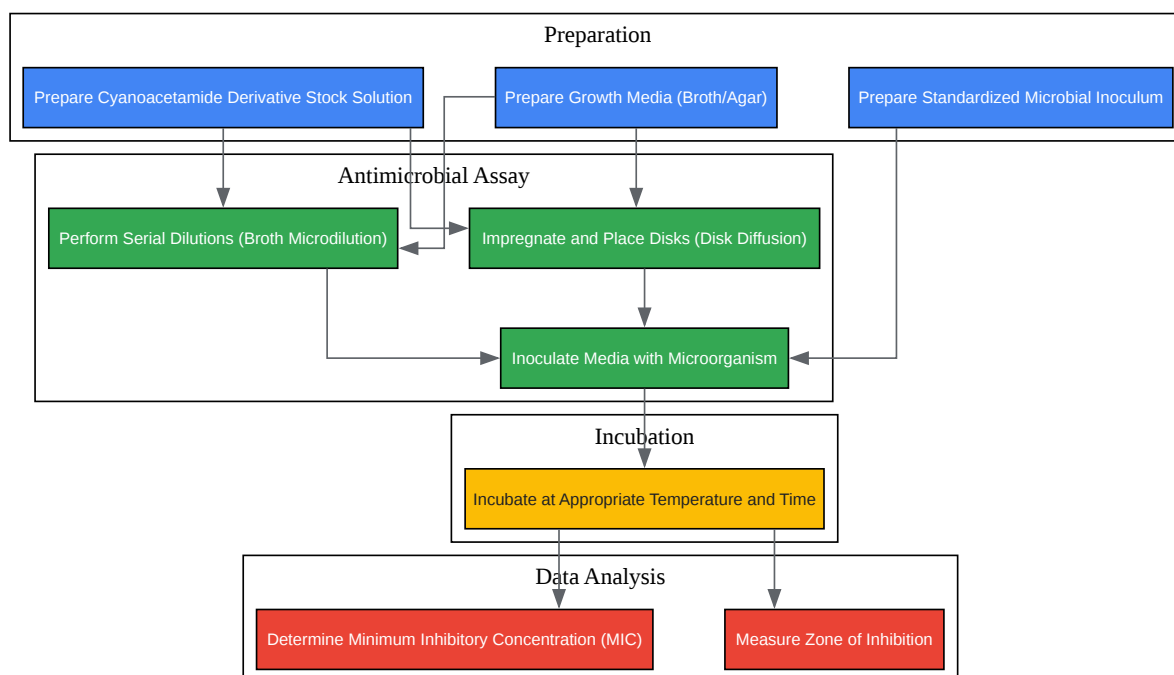 Preparation
Prepare Cyanoacetamide Derivative Stock Solution
Prepare Growth Media (Broth/Agar)
Prepare Standardized Microbial Inoculum
Antimicrobial Assay
Perform Serial Dilutions (Broth Microdilution)
Impregnate and Place Disks (Disk Diffusion)
Inoculate Media with Microorganism
Incubation
Incubate at Appropriate Temperature and Time
Data Analysis
Determine Minimum Inhibitory Concentration (MIC)
Measure Zone of Inhibition